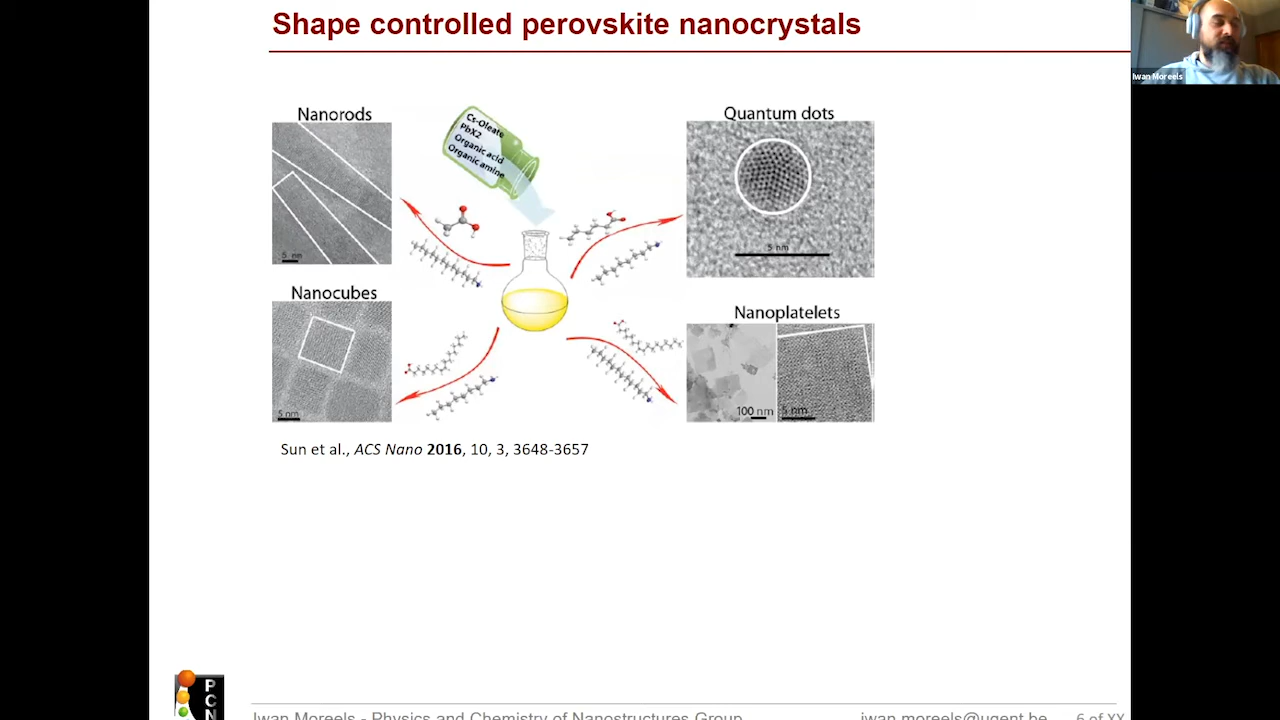 Shape controlled perovskite nanocrystals
Iwan Moreels
Nanorods
5 nm
Cs-Oleate
PbX2
Organic acid
Organic amine
Quantum dots
5 nm
Nanocubes
5 nm
Nanoplatelets
100 nm
5 nm
Sun et al., ACS Nano 2016, 10, 3, 3648-3657
PCN
Iwan Moreels - Physics and Chemistry of Nanostructures Group
iwan.moreels@ugent.be
6 of XX